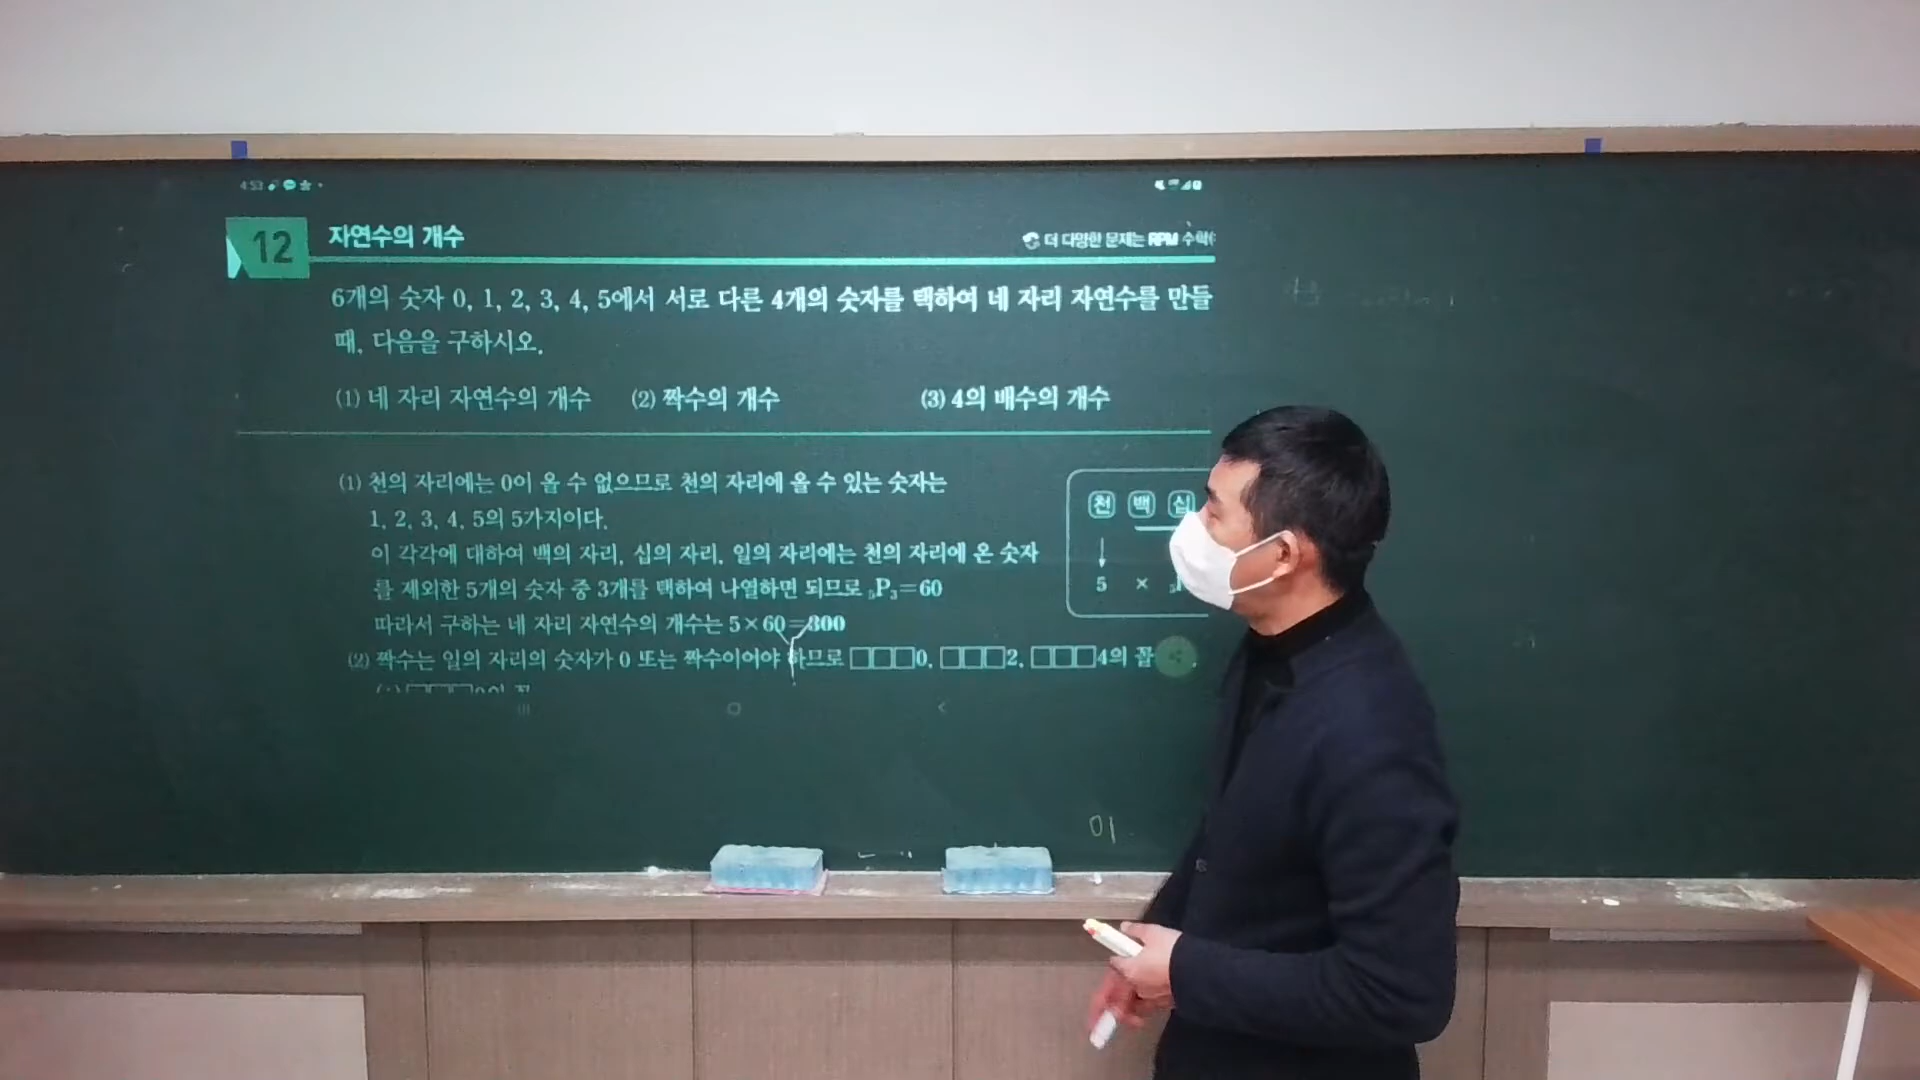 4:53
12 자연수의 개수
더 다양한 문제는 RPM 수학(
6개의 숫자 0, 1, 2, 3, 4, 5에서 서로 다른 4개의 숫자를 택하여 네 자리 자연수를 만들
때, 다음을 구하시오.
(1) 네 자리 자연수의 개수 (2) 짝수의 개수 (3) 4의 배수의 개수
(1) 천의 자리에는 0이 올 수 없으므로 천의 자리에 올 수 있는 숫자는
1, 2, 3, 4, 5의 5가지이다.
이 각각에 대하여 백의 자리, 십의 자리, 일의 자리에는 천의 자리에 온 숫자
를 제외한 5개의 숫자 중 3개를 택하여 나열하면 되므로 ₅P₃=60
따라서 구하는 네 자리 자연수의 개수는 5×60=300
천 백 십
5 ×
(2) 짝수는 일의 자리의 숫자가 0 또는 짝수이어야 하므로 □□□0, □□□2, □□□4의 꼴